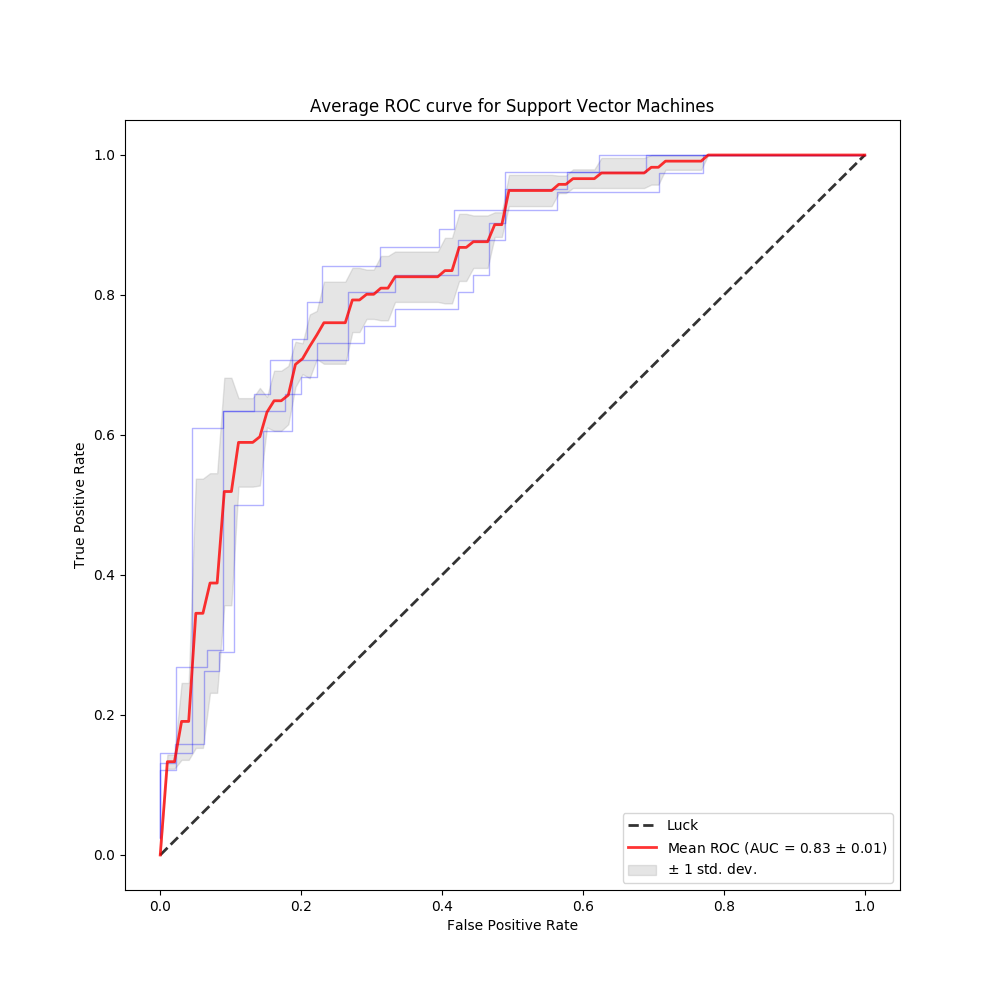 Average ROC curve for Support Vector Machines
True Positive Rate
1.0
0.8
0.6
0.4
0.2
0.0
0.0 0.2 0.4 0.6 0.8 1.0
False Positive Rate
Luck
Mean ROC (AUC = 0.83 ± 0.01)
± 1 std. dev.